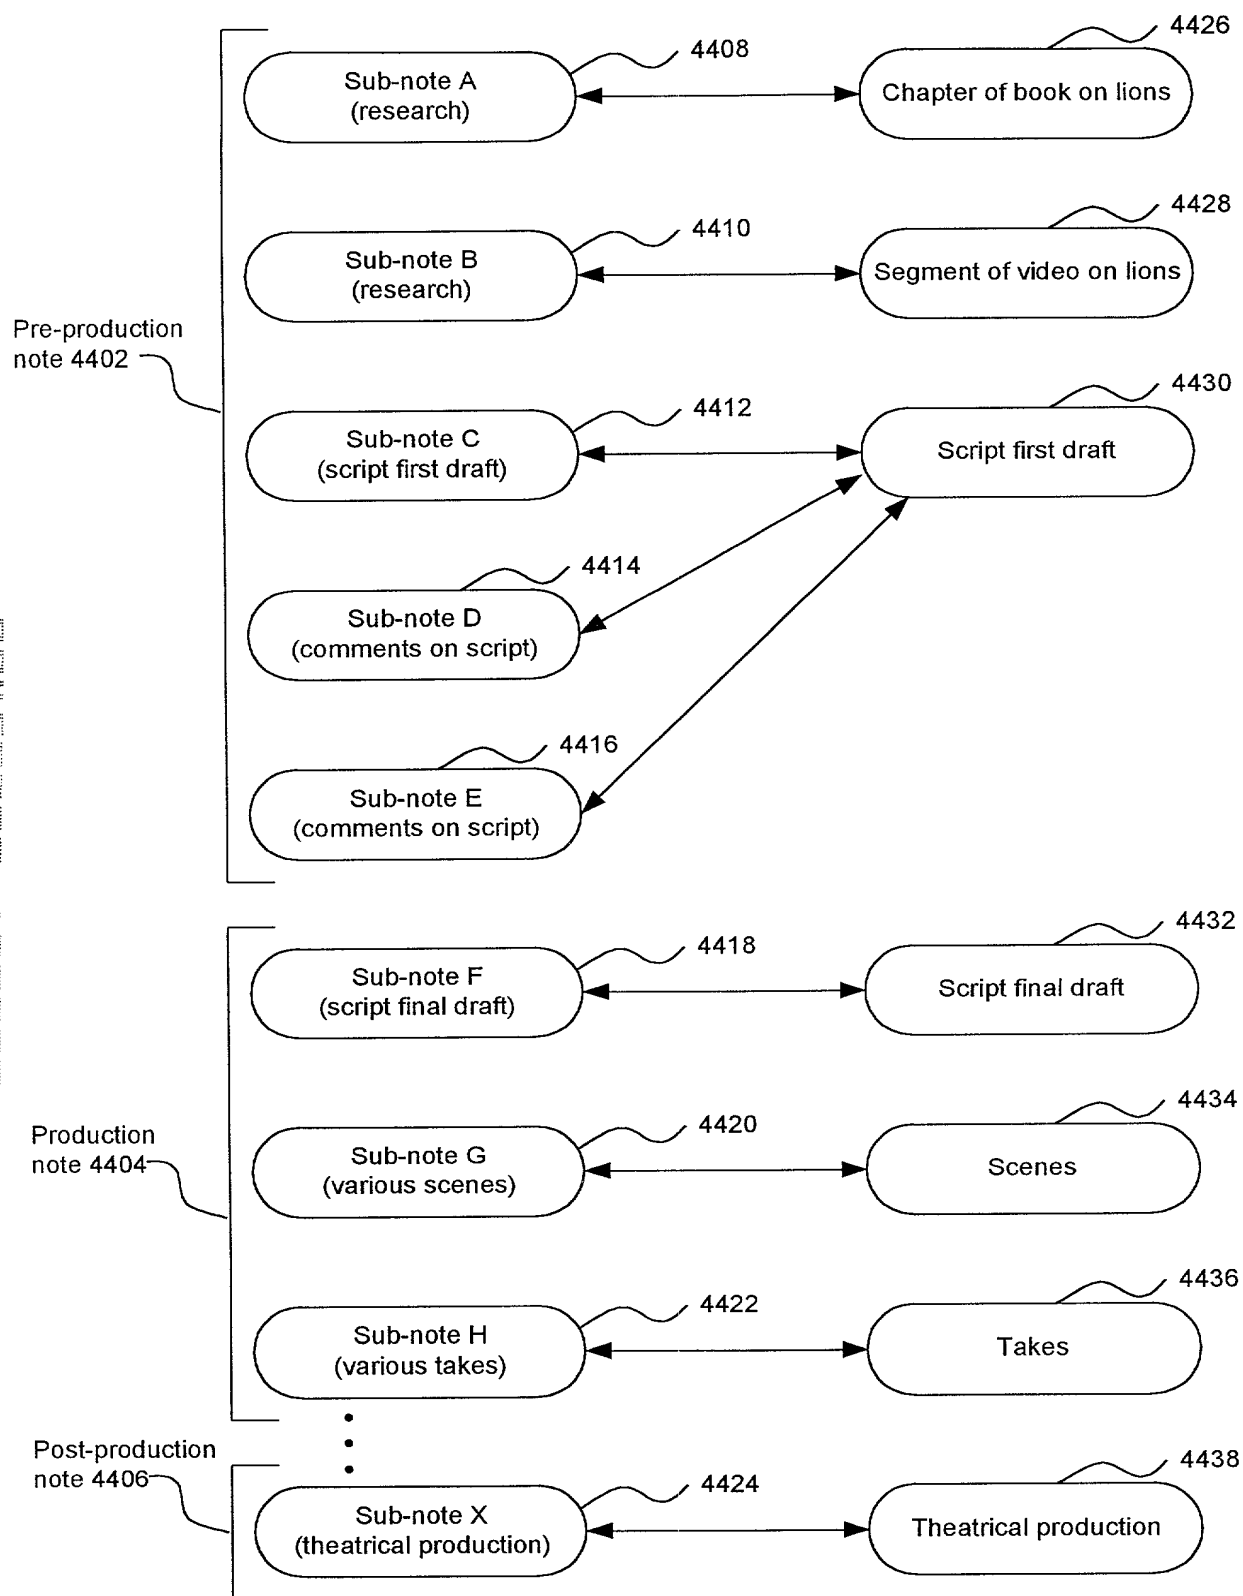 4408
4426
Sub-note A
(research)
Chapter of book on lions
4410
4428
Sub-note B
(research)
Segment of video on lions
Pre-production
note 4402
4412
4430
Sub-note C
(script first draft)
Script first draft
4414
Sub-note D
(comments on script)
4416
Sub-note E
(comments on script)
4418
4432
Sub-note F
(script final draft)
Script final draft
Production
note 4404
4420
4434
Sub-note G
(various scenes)
Scenes
4422
4436
Sub-note H
(various takes)
Takes
Post-production
note 4406
4424
4438
Sub-note X
(theatrical production)
Theatrical production